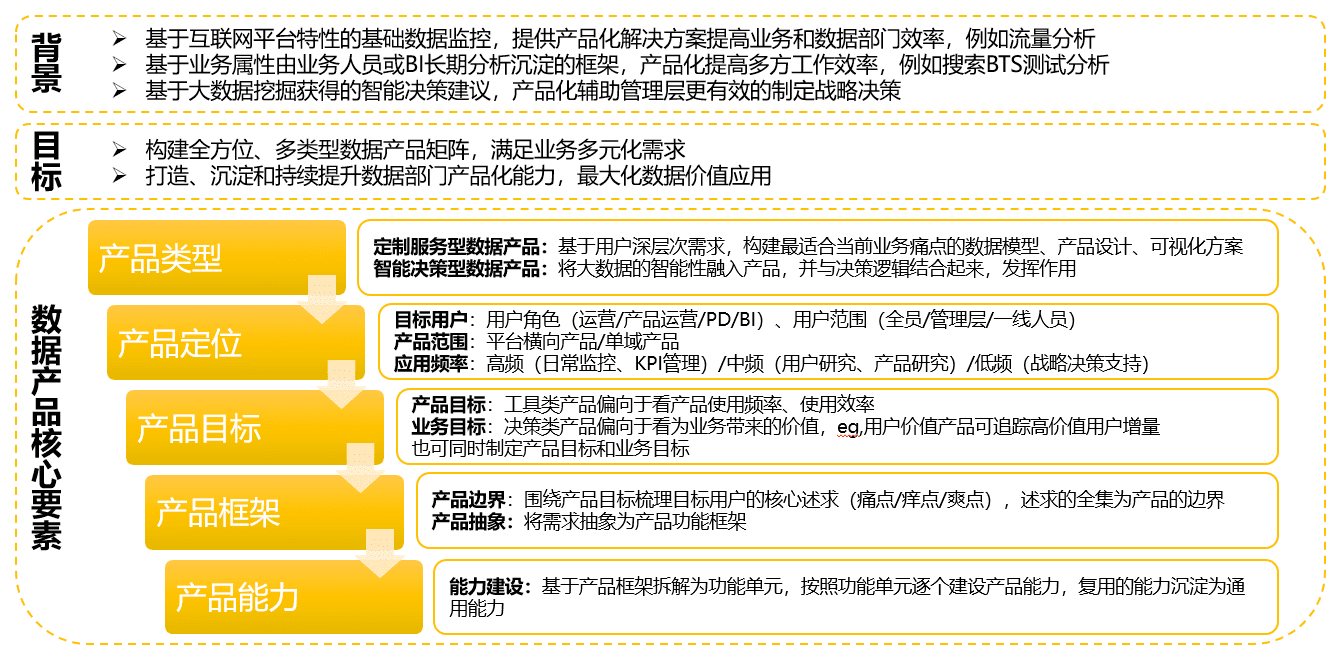 背景
➢ 基于互联网平台特性的基础数据监控，提供产品化解决方案提高业务和数据部门效率，例如流量分析
➢ 基于业务属性由业务人员或BI长期分析沉淀的框架，产品化提高多方工作效率，例如搜索BTS测试分析
➢ 基于大数据挖掘获得的智能决策建议，产品化辅助管理层更有效的制定战略决策
目标
➢ 构建全方位、多类型数据产品矩阵，满足业务多元化需求
➢ 打造、沉淀和持续提升数据部门产品化能力，最大化数据价值应用
数据产品核心要素
产品类型
定制服务型数据产品：基于用户深层次需求，构建最适合当前业务痛点的数据模型、产品设计、可视化方案
智能决策型数据产品：将大数据的智能性融入产品，并与决策逻辑结合起来，发挥作用
产品定位
目标用户：用户角色（运营/产品运营/PD/BI）、用户范围（全员/管理层/一线人员）
产品范围：平台横向产品/单域产品
应用频率：高频（日常监控、KPI管理）/中频（用户研究、产品研究）/低频（战略决策支持）
产品目标
产品目标：工具类产品偏向于看产品使用频率、使用效率
业务目标：决策类产品偏向于看为业务带来的价值，eg,用户价值产品可追踪高价值用户增量
也可同时制定产品目标和业务目标
产品框架
产品边界：围绕产品目标梳理目标用户的核心述求（痛点/痒点/爽点）, 述求的全集为产品的边界
产品抽象：将需求抽象为产品功能框架
产品能力
能力建设：基于产品框架拆解为功能单元，按照功能单元逐个建设产品能力，复用的能力沉淀为通
用能力